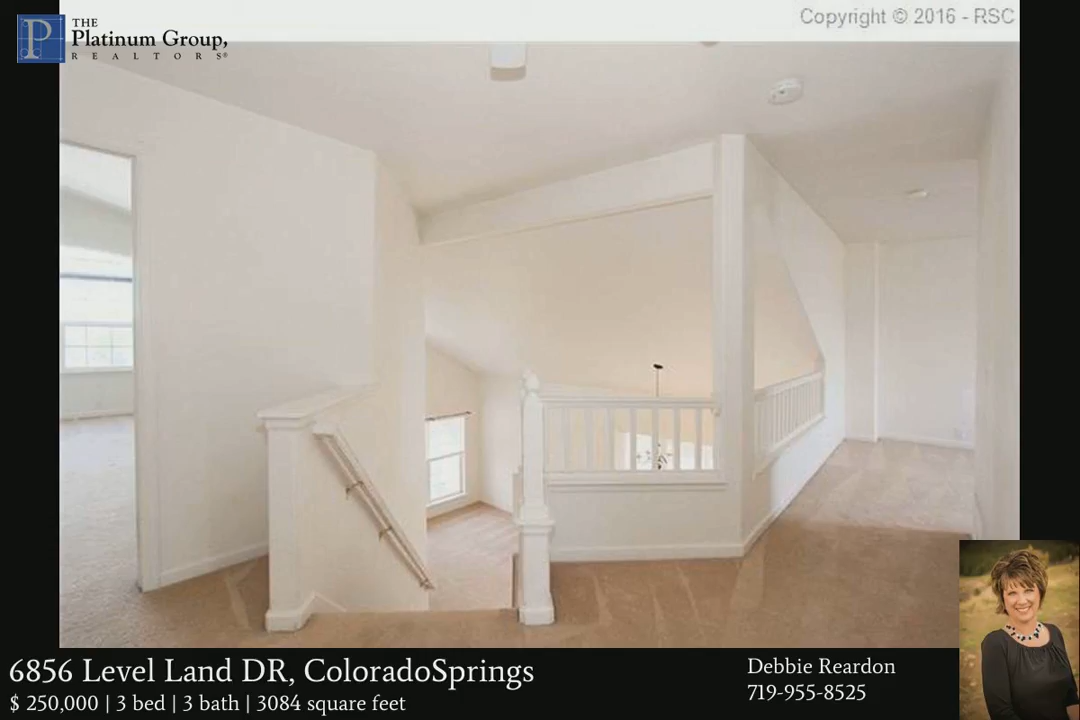 Copyright © 2016 - RSC
P THE
Platinum Group,
REALTORS®
6856 Level Land DR, ColoradoSprings
$ 250,000 | 3 bed | 3 bath | 3084 square feet
Debbie Reardon
719-955-8525